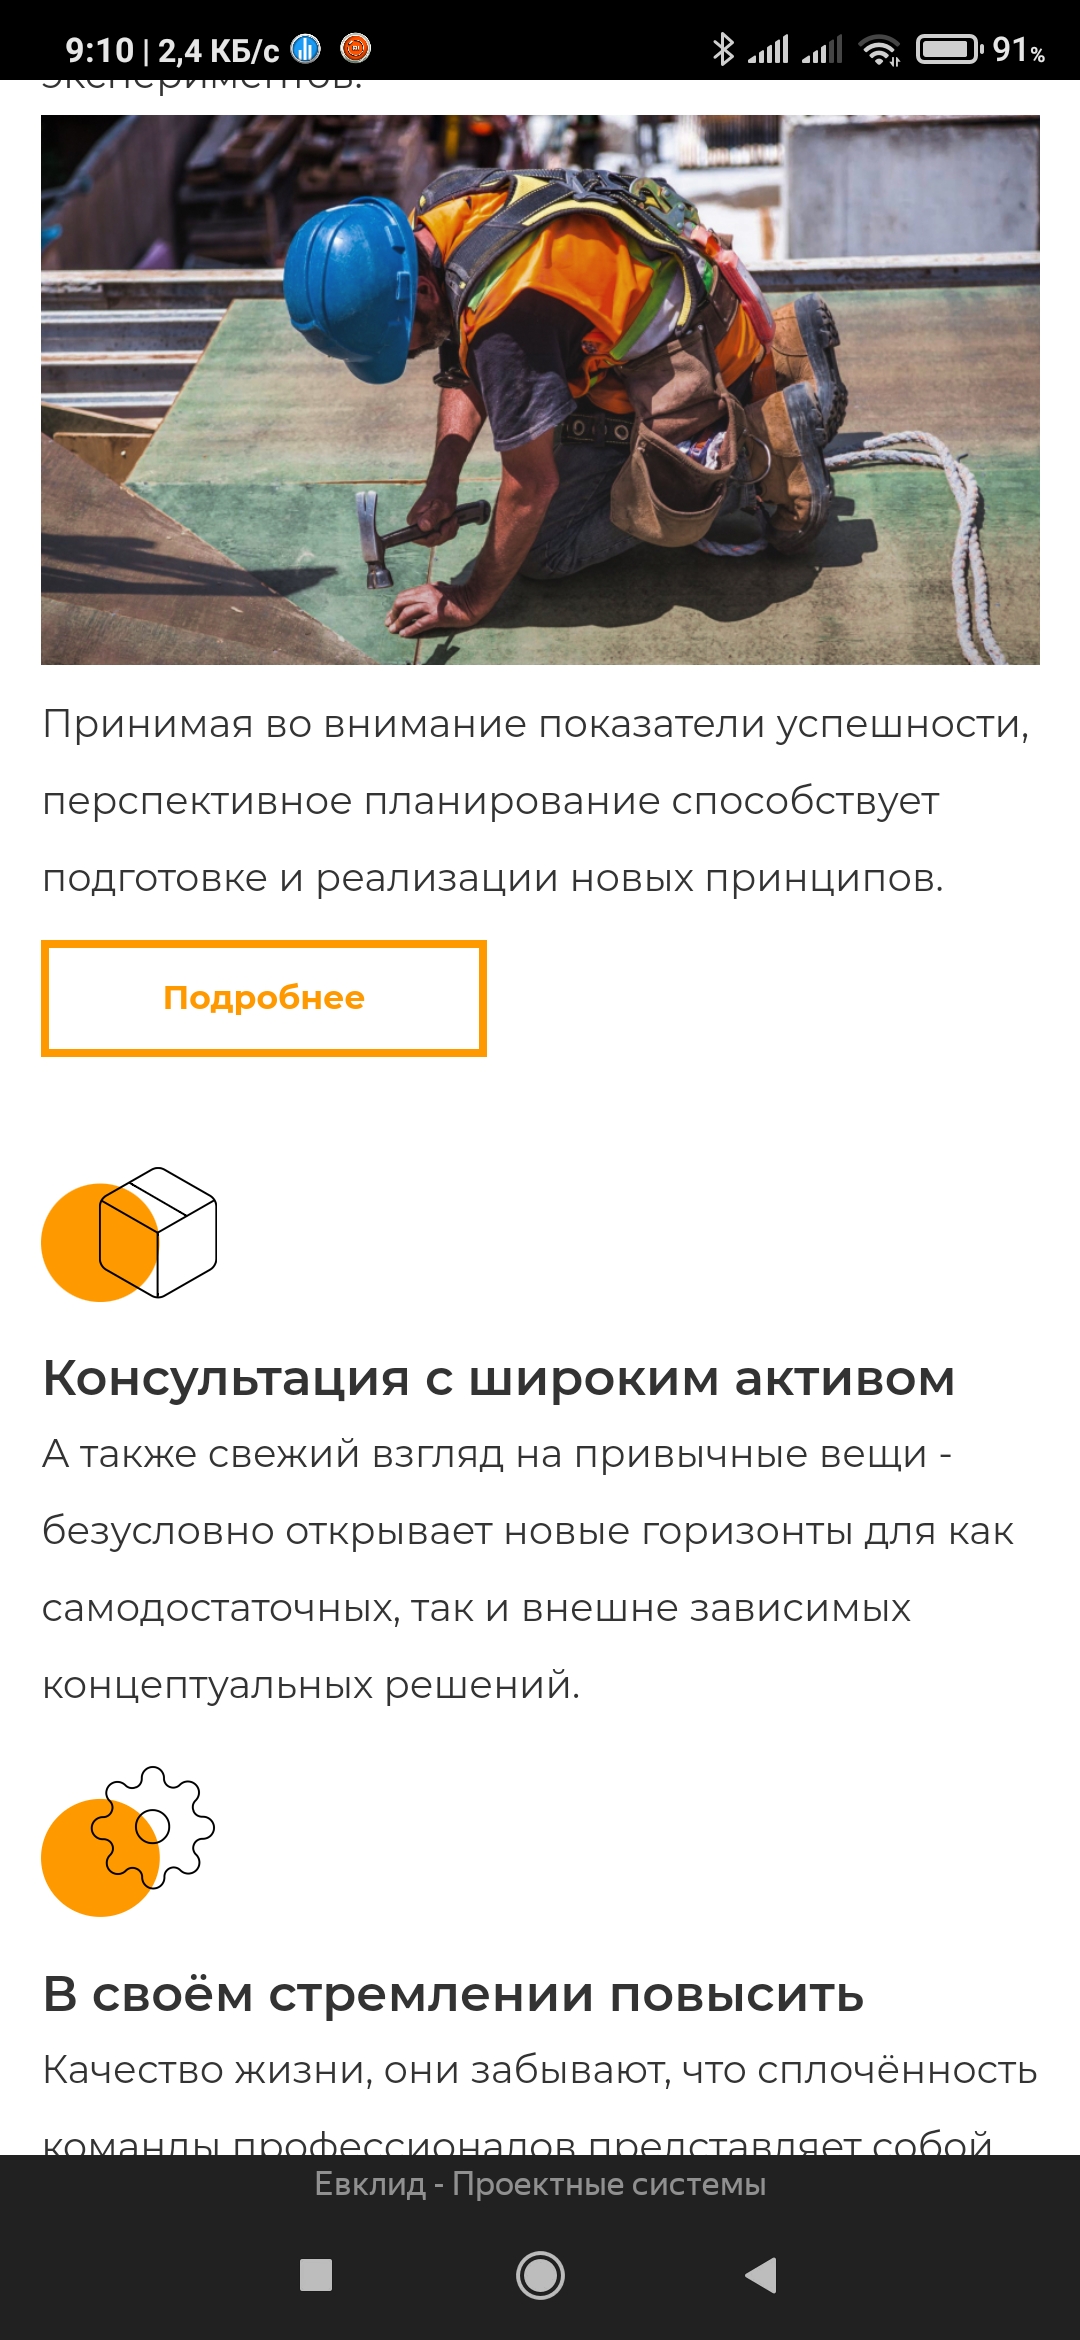 9:10 | 2,4 КБ/с 91%
экспериментов.
Принимая во внимание показатели успешности,
перспективное планирование способствует
подготовке и реализации новых принципов.
Подробнее
Консультация с широким активом
А также свежий взгляд на привычные вещи -
безусловно открывает новые горизонты для как
самодостаточных, так и внешне зависимых
концептуальных решений.
В своём стремлении повысить
Качество жизни, они забывают, что сплочённость
команды профессионалов представляет собой
Евклид - Проектные системы